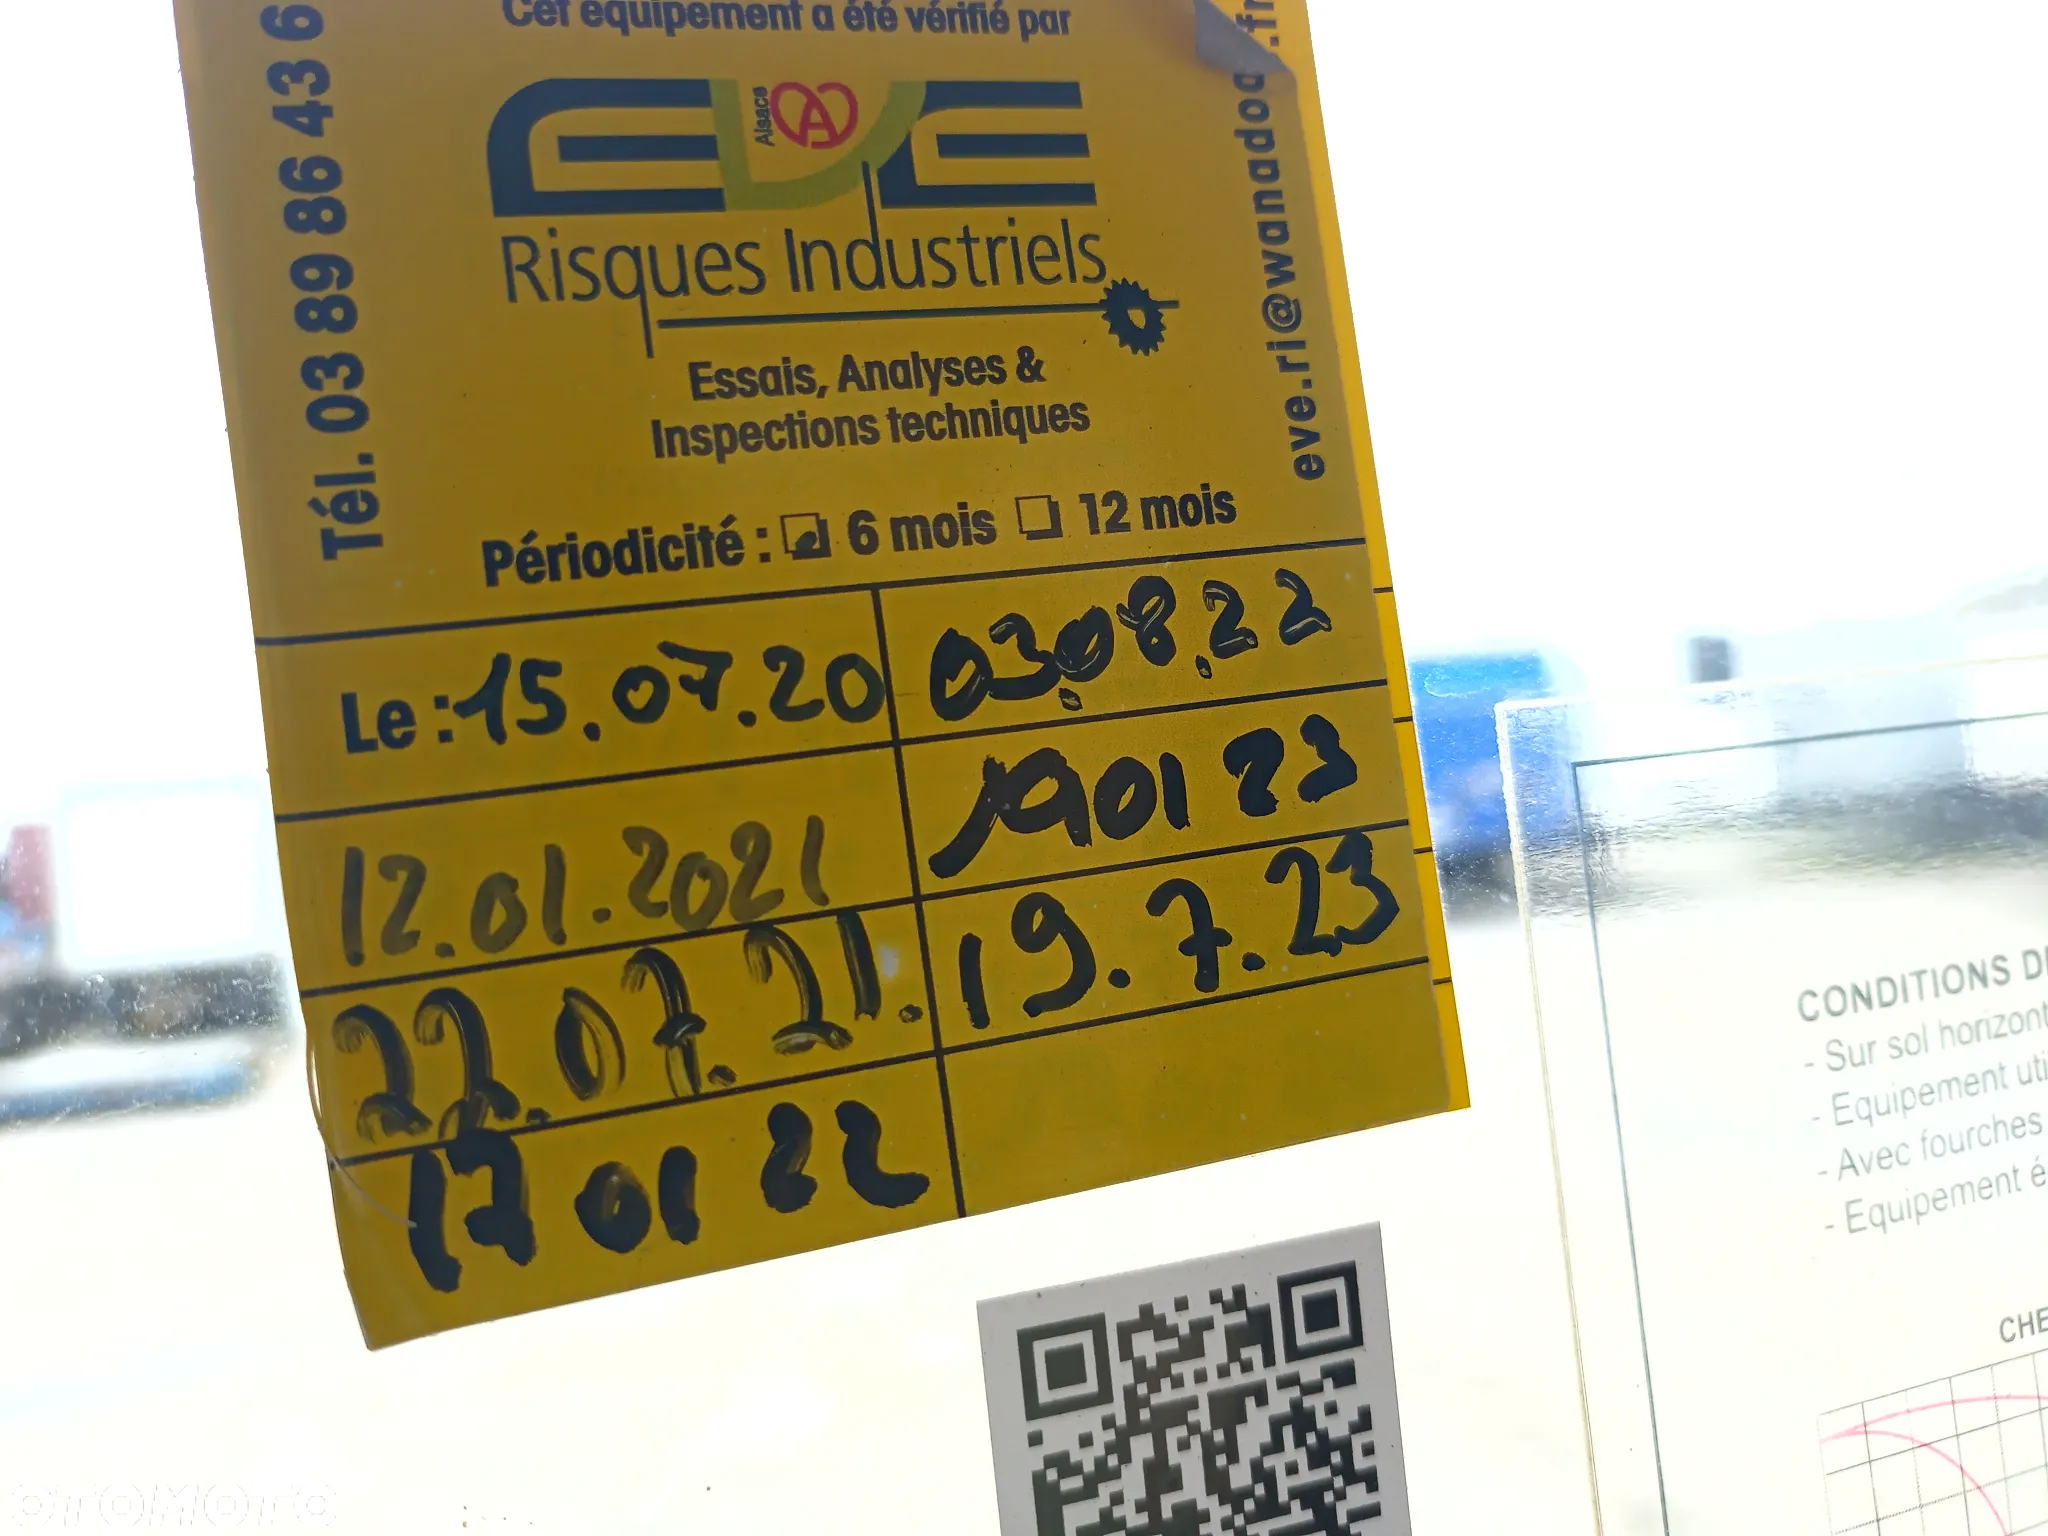 Cet équipement a été vérifié par
Tél. 03 89 86 43 6
eve.ri@wanadoo.fr
EVE
Alsace
A
Risques Industriels
Essais, Analyses &
Inspections techniques
Périodicité : 6 mois 12 mois
Le : 15.07.20
03.08.22
12.01.2021
19 01 23
22.07.21.
19.7.23
17 01 22
CONDITIONS
- Sur sol
- Equipement
- Avec fourches
- Equipement
OTOMOTO